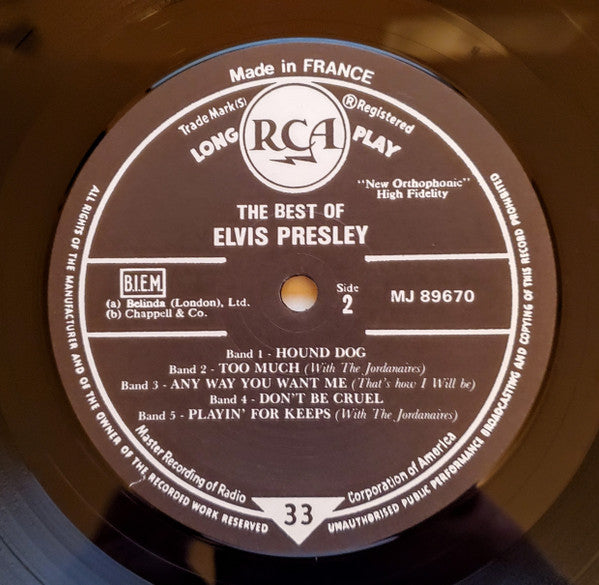 Made in FRANCE
Trade Mark(S) ®Registered
LONG RCA PLAY
"New Orthophonic"
High Fidelity
THE BEST OF
ELVIS PRESLEY
B.I.E.M.
(a) Belinda (London), Ltd.
(b) Chappell & Co.
Side
2
MJ 89670
Band 1 - HOUND DOG
Band 2 - TOO MUCH (With The Jordanaires)
Band 3 - ANY WAY YOU WANT ME (That's how I Will be)
Band 4 - DON'T BE CRUEL
Band 5 - PLAYIN' FOR KEEPS (With The Jordanaires)
Master Recording of Radio Corporation of America
33
ALL RIGHTS OF THE MANUFACTURER AND OF THE OWNER OF THE RECORDED WORK RESERVED
UNAUTHORISED PUBLIC PERFORMANCE BROADCASTING AND COPYING OF THIS RECORD PROHIBITED